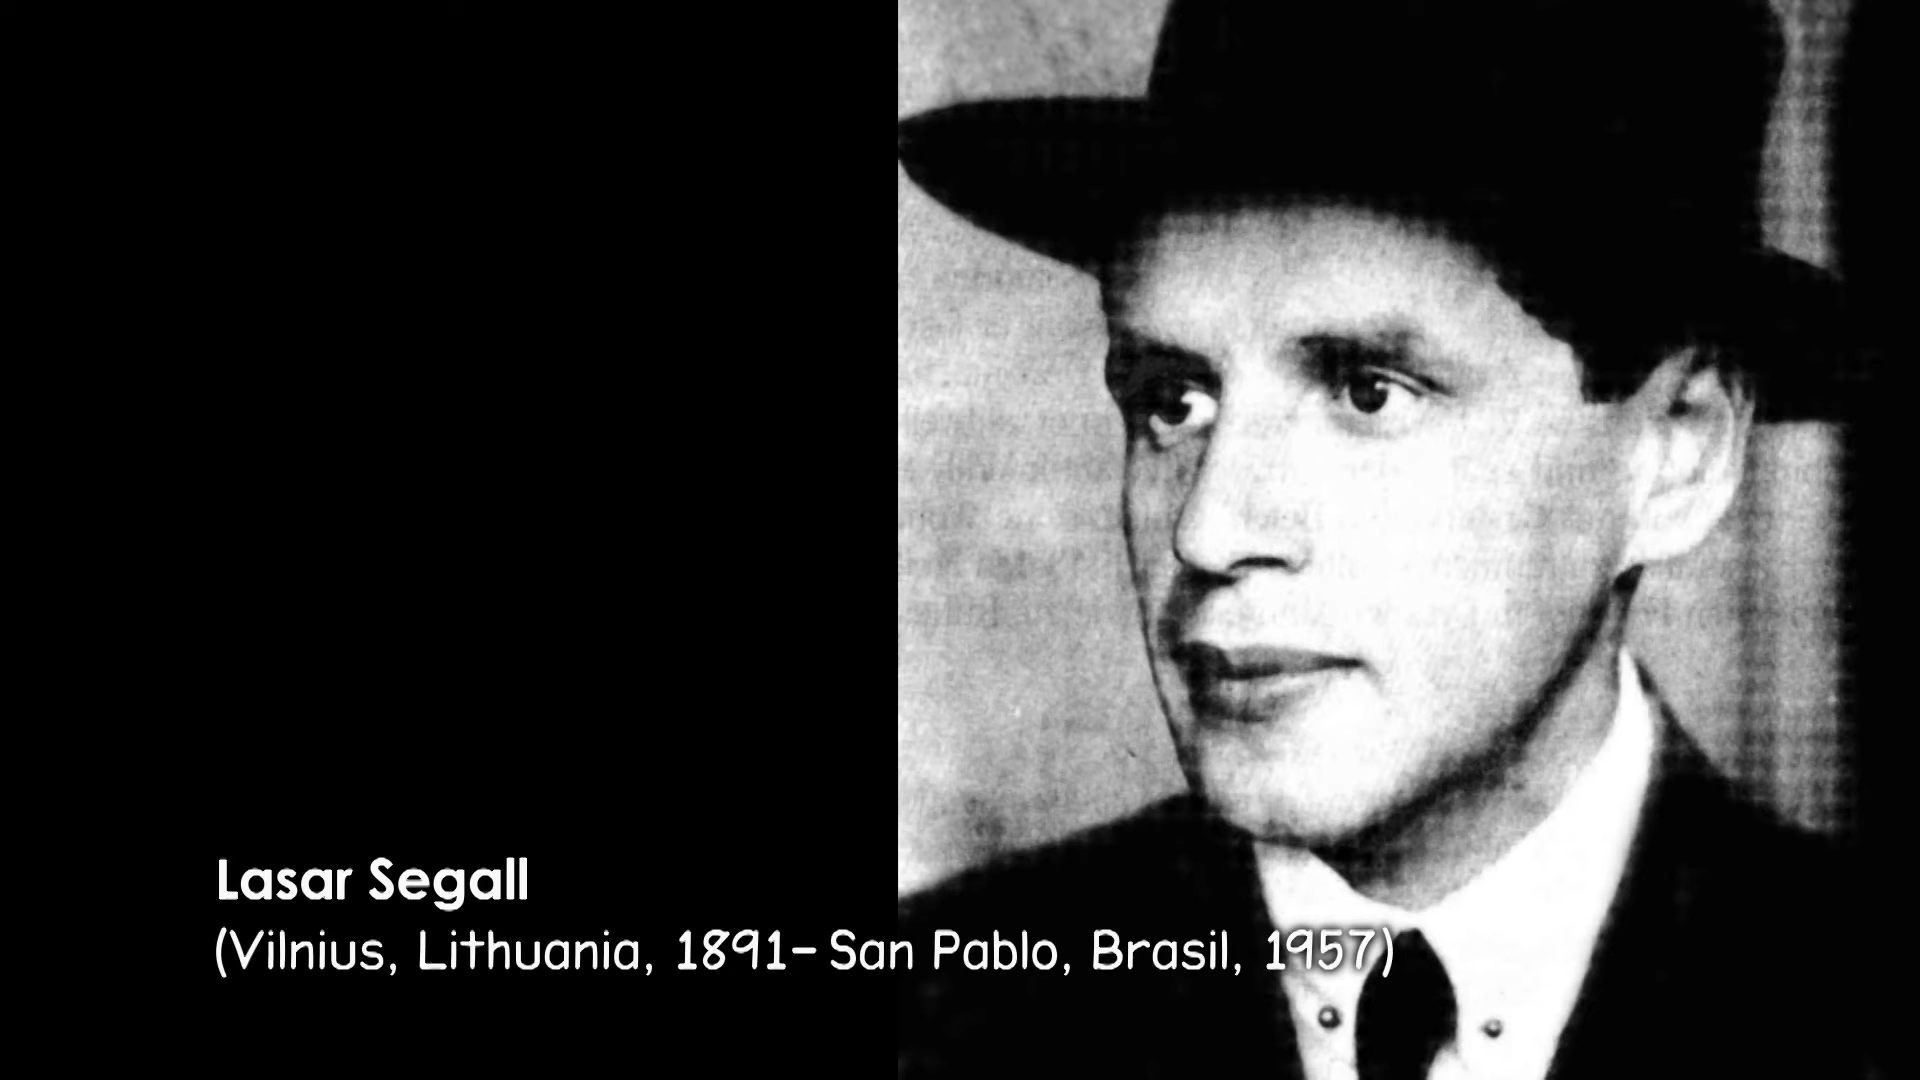 Lasar Segall
(Vilnius, Lithuania, 1891– San Pablo, Brasil, 1957)